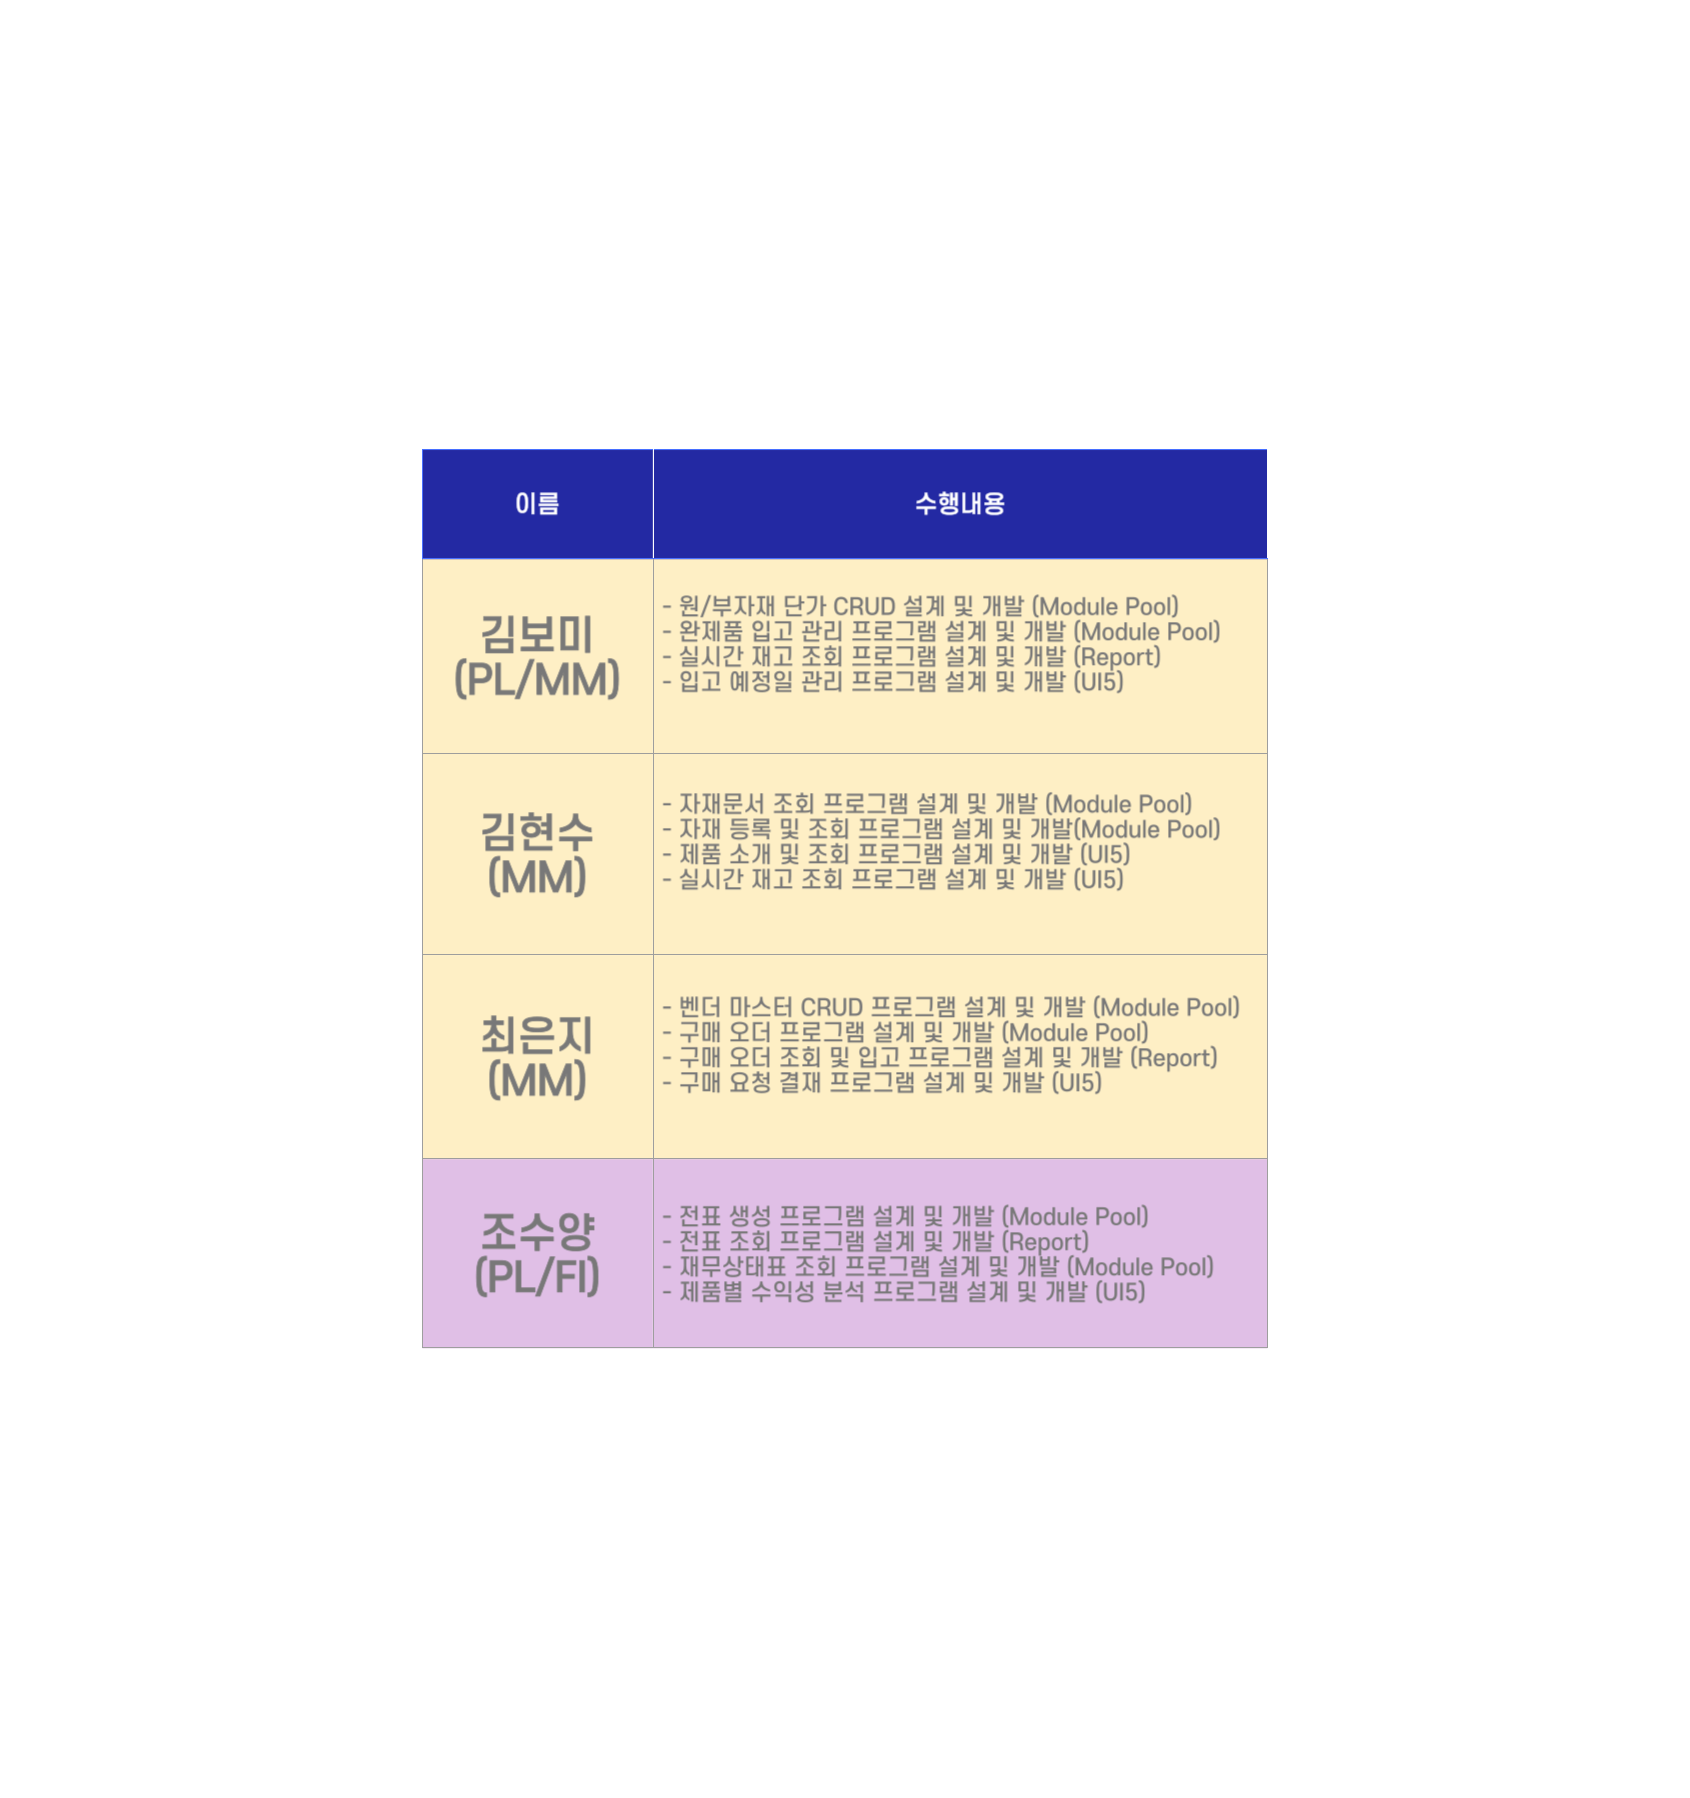 이름
수행내용
김보미
(PL/MM)
- 원/부자재 단가 CRUD 설계 및 개발 (Module Pool)
- 완제품 입고 관리 프로그램 설계 및 개발 (Module Pool)
- 실시간 재고 조회 프로그램 설계 및 개발 (Report)
- 입고 예정일 관리 프로그램 설계 및 개발 (UI5)
김현수
(MM)
- 자재문서 조회 프로그램 설계 및 개발 (Module Pool)
- 자재 등록 및 조회 프로그램 설계 및 개발(Module Pool)
- 제품 소개 및 조회 프로그램 설계 및 개발 (UI5)
- 실시간 재고 조회 프로그램 설계 및 개발 (UI5)
최은지
(MM)
- 벤더 마스터 CRUD 프로그램 설계 및 개발 (Module Pool)
- 구매 오더 프로그램 설계 및 개발 (Module Pool)
- 구매 오더 조회 및 입고 프로그램 설계 및 개발 (Report)
- 구매 요청 결재 프로그램 설계 및 개발 (UI5)
조수양
(PL/FI)
- 전표 생성 프로그램 설계 및 개발 (Module Pool)
- 전표 조회 프로그램 설계 및 개발 (Report)
- 재무상태표 조회 프로그램 설계 및 개발 (Module Pool)
- 제품별 수익성 분석 프로그램 설계 및 개발 (UI5)